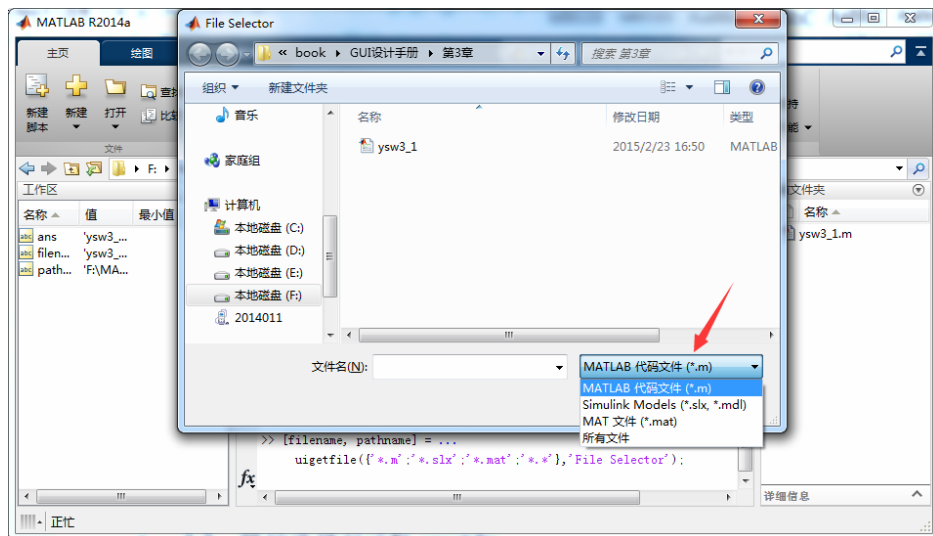 MATLAB R2014a
File Selector
主页
绘图
« book ▸ GUI设计手册 ▸ 第3章
搜索 第3章
新建
脚本
新建
打开
文件
组织
新建文件夹
音乐
家庭组
计算机
本地磁盘 (C:)
本地磁盘 (D:)
本地磁盘 (E:)
本地磁盘 (F:)
2014011
名称
修改日期
类型
ysw3_1
2015/2/23 16:50
MATLAB
F:
工作区
名称
值
最小值
ans
'ysw3_...
filen...
'ysw3_...
path...
'F:\MA...
文件夹
名称
ysw3_1.m
文件名(N):
MATLAB 代码文件 (*.m)
MATLAB 代码文件 (*.m)
Simulink Models (*.slx, *.mdl)
MAT 文件 (*.mat)
所有文件
>> [filename, pathname] = ...
uigetfile({'*.m';'*.slx';'*.mat';'*.*'},'File Selector');
fx
详细信息
正忙